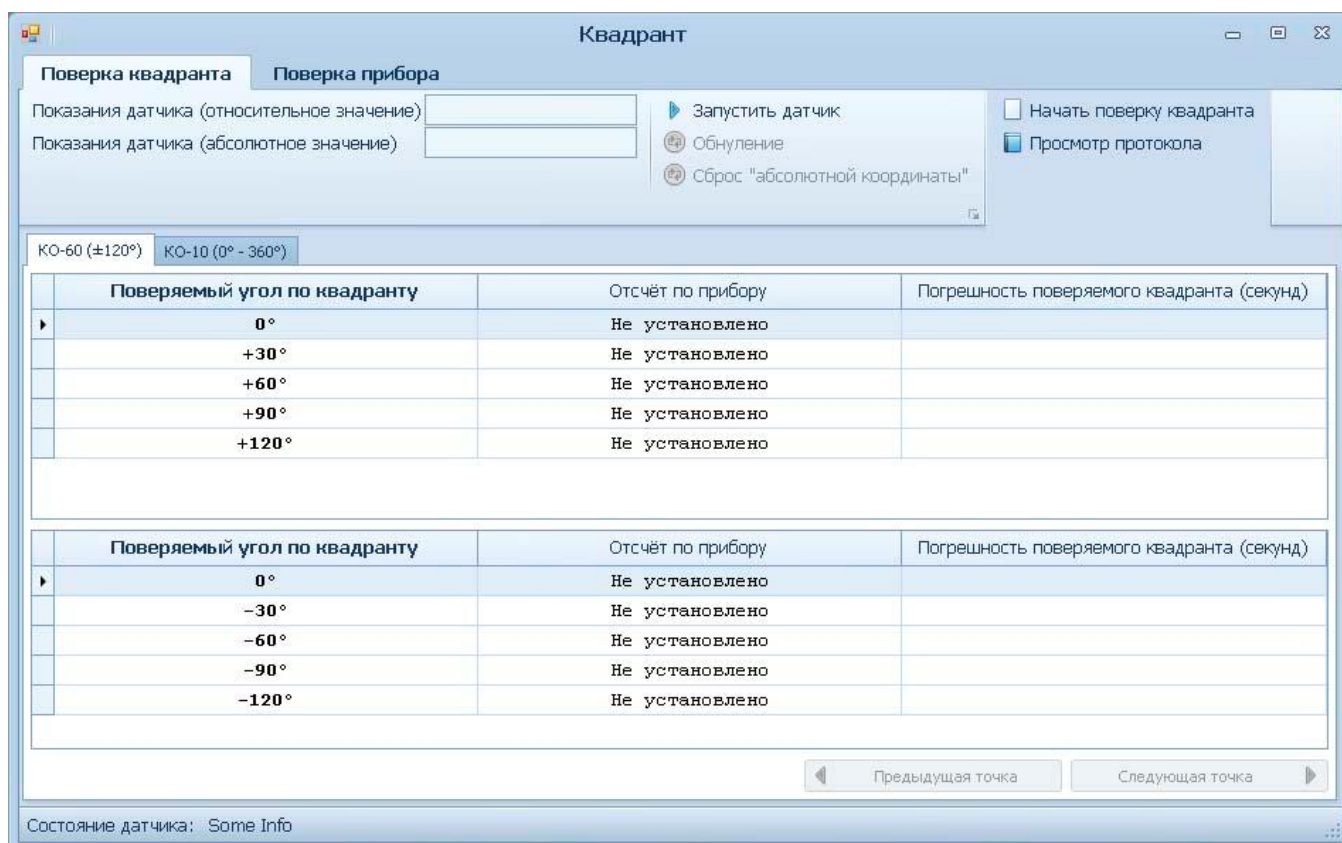 Квадрант
Поверка квадранта Поверка прибора
Показания датчика (относительное значение) Запустить датчик Начать поверку квадранта
Показания датчика (абсолютное значение) Обнуление Просмотр протокола
Сброс "абсолютной координаты"
КО-60 (±120°) КО-10 (0° - 360°)
Поверяемый угол по квадранту Отсчёт по прибору Погрешность поверяемого квадранта (секунд)
0° Не установлено
+30° Не установлено
+60° Не установлено
+90° Не установлено
+120° Не установлено
Поверяемый угол по квадранту Отсчёт по прибору Погрешность поверяемого квадранта (секунд)
0° Не установлено
-30° Не установлено
-60° Не установлено
-90° Не установлено
-120° Не установлено
Предыдущая точка Следующая точка
Состояние датчика: Some Info